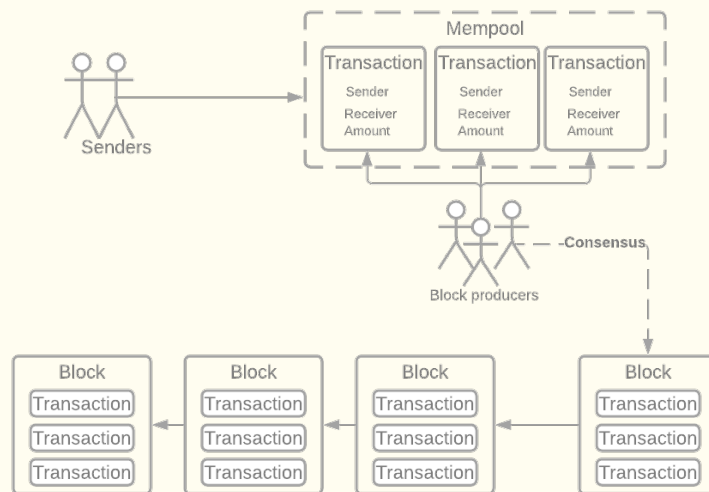 Mempool
Transaction Transaction Transaction
Sender Sender Sender
Receiver Receiver Receiver
Amount Amount Amount
Senders
Consensus
Block producers
Block Block Block Block
Transaction Transaction Transaction Transaction
Transaction Transaction Transaction Transaction
Transaction Transaction Transaction Transaction